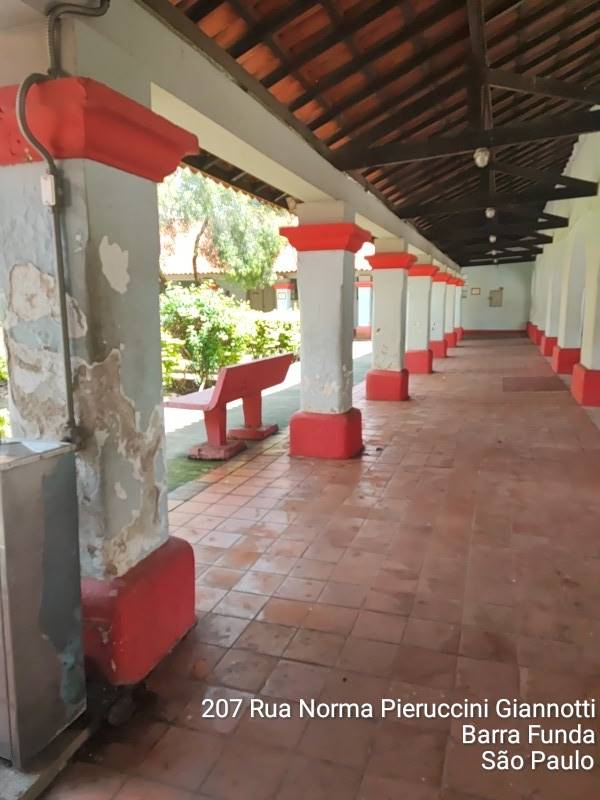 207 Rua Norma Pieruccini Giannotti
Barra Funda
São Paulo